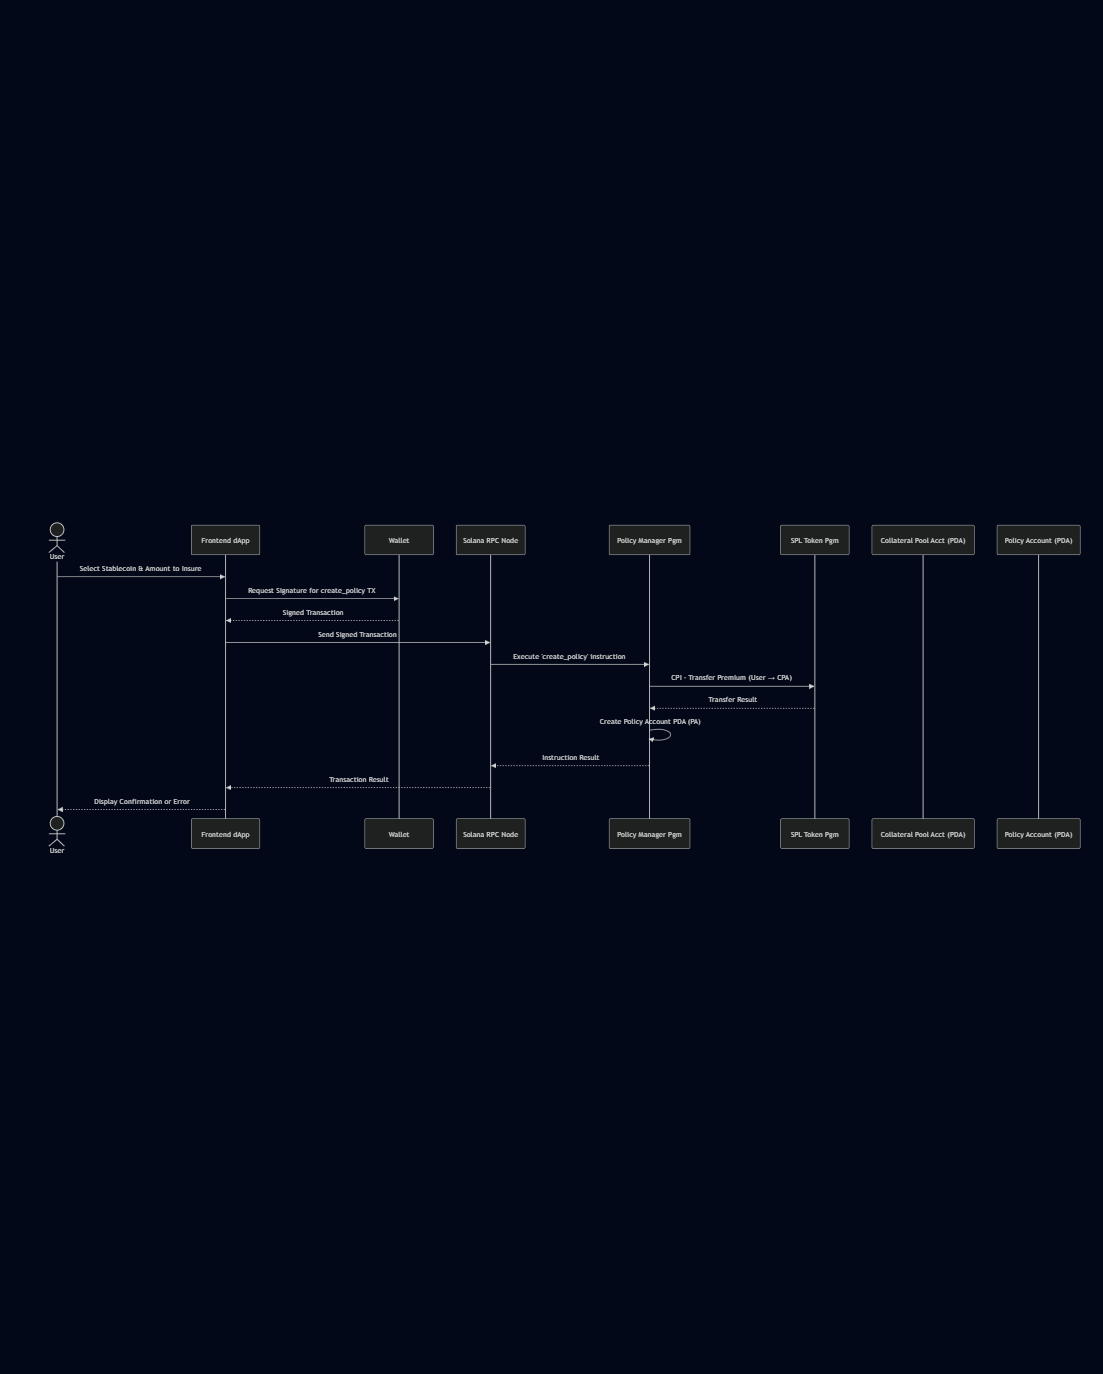 User
Frontend dApp
Wallet
Solana RPC Node
Policy Manager Pgm
SPL Token Pgm
Collateral Pool Acct (PDA)
Policy Account (PDA)
Select Stablecoin & Amount to Insure
Request Signature for create_policy TX
Signed Transaction
Send Signed Transaction
Execute 'create_policy' Instruction
CPI - Transfer Premium (User → CPA)
Transfer Result
Create Policy Account PDA (PA)
Instruction Result
Transaction Result
Display Confirmation or Error
User
Frontend dApp
Wallet
Solana RPC Node
Policy Manager Pgm
SPL Token Pgm
Collateral Pool Acct (PDA)
Policy Account (PDA)